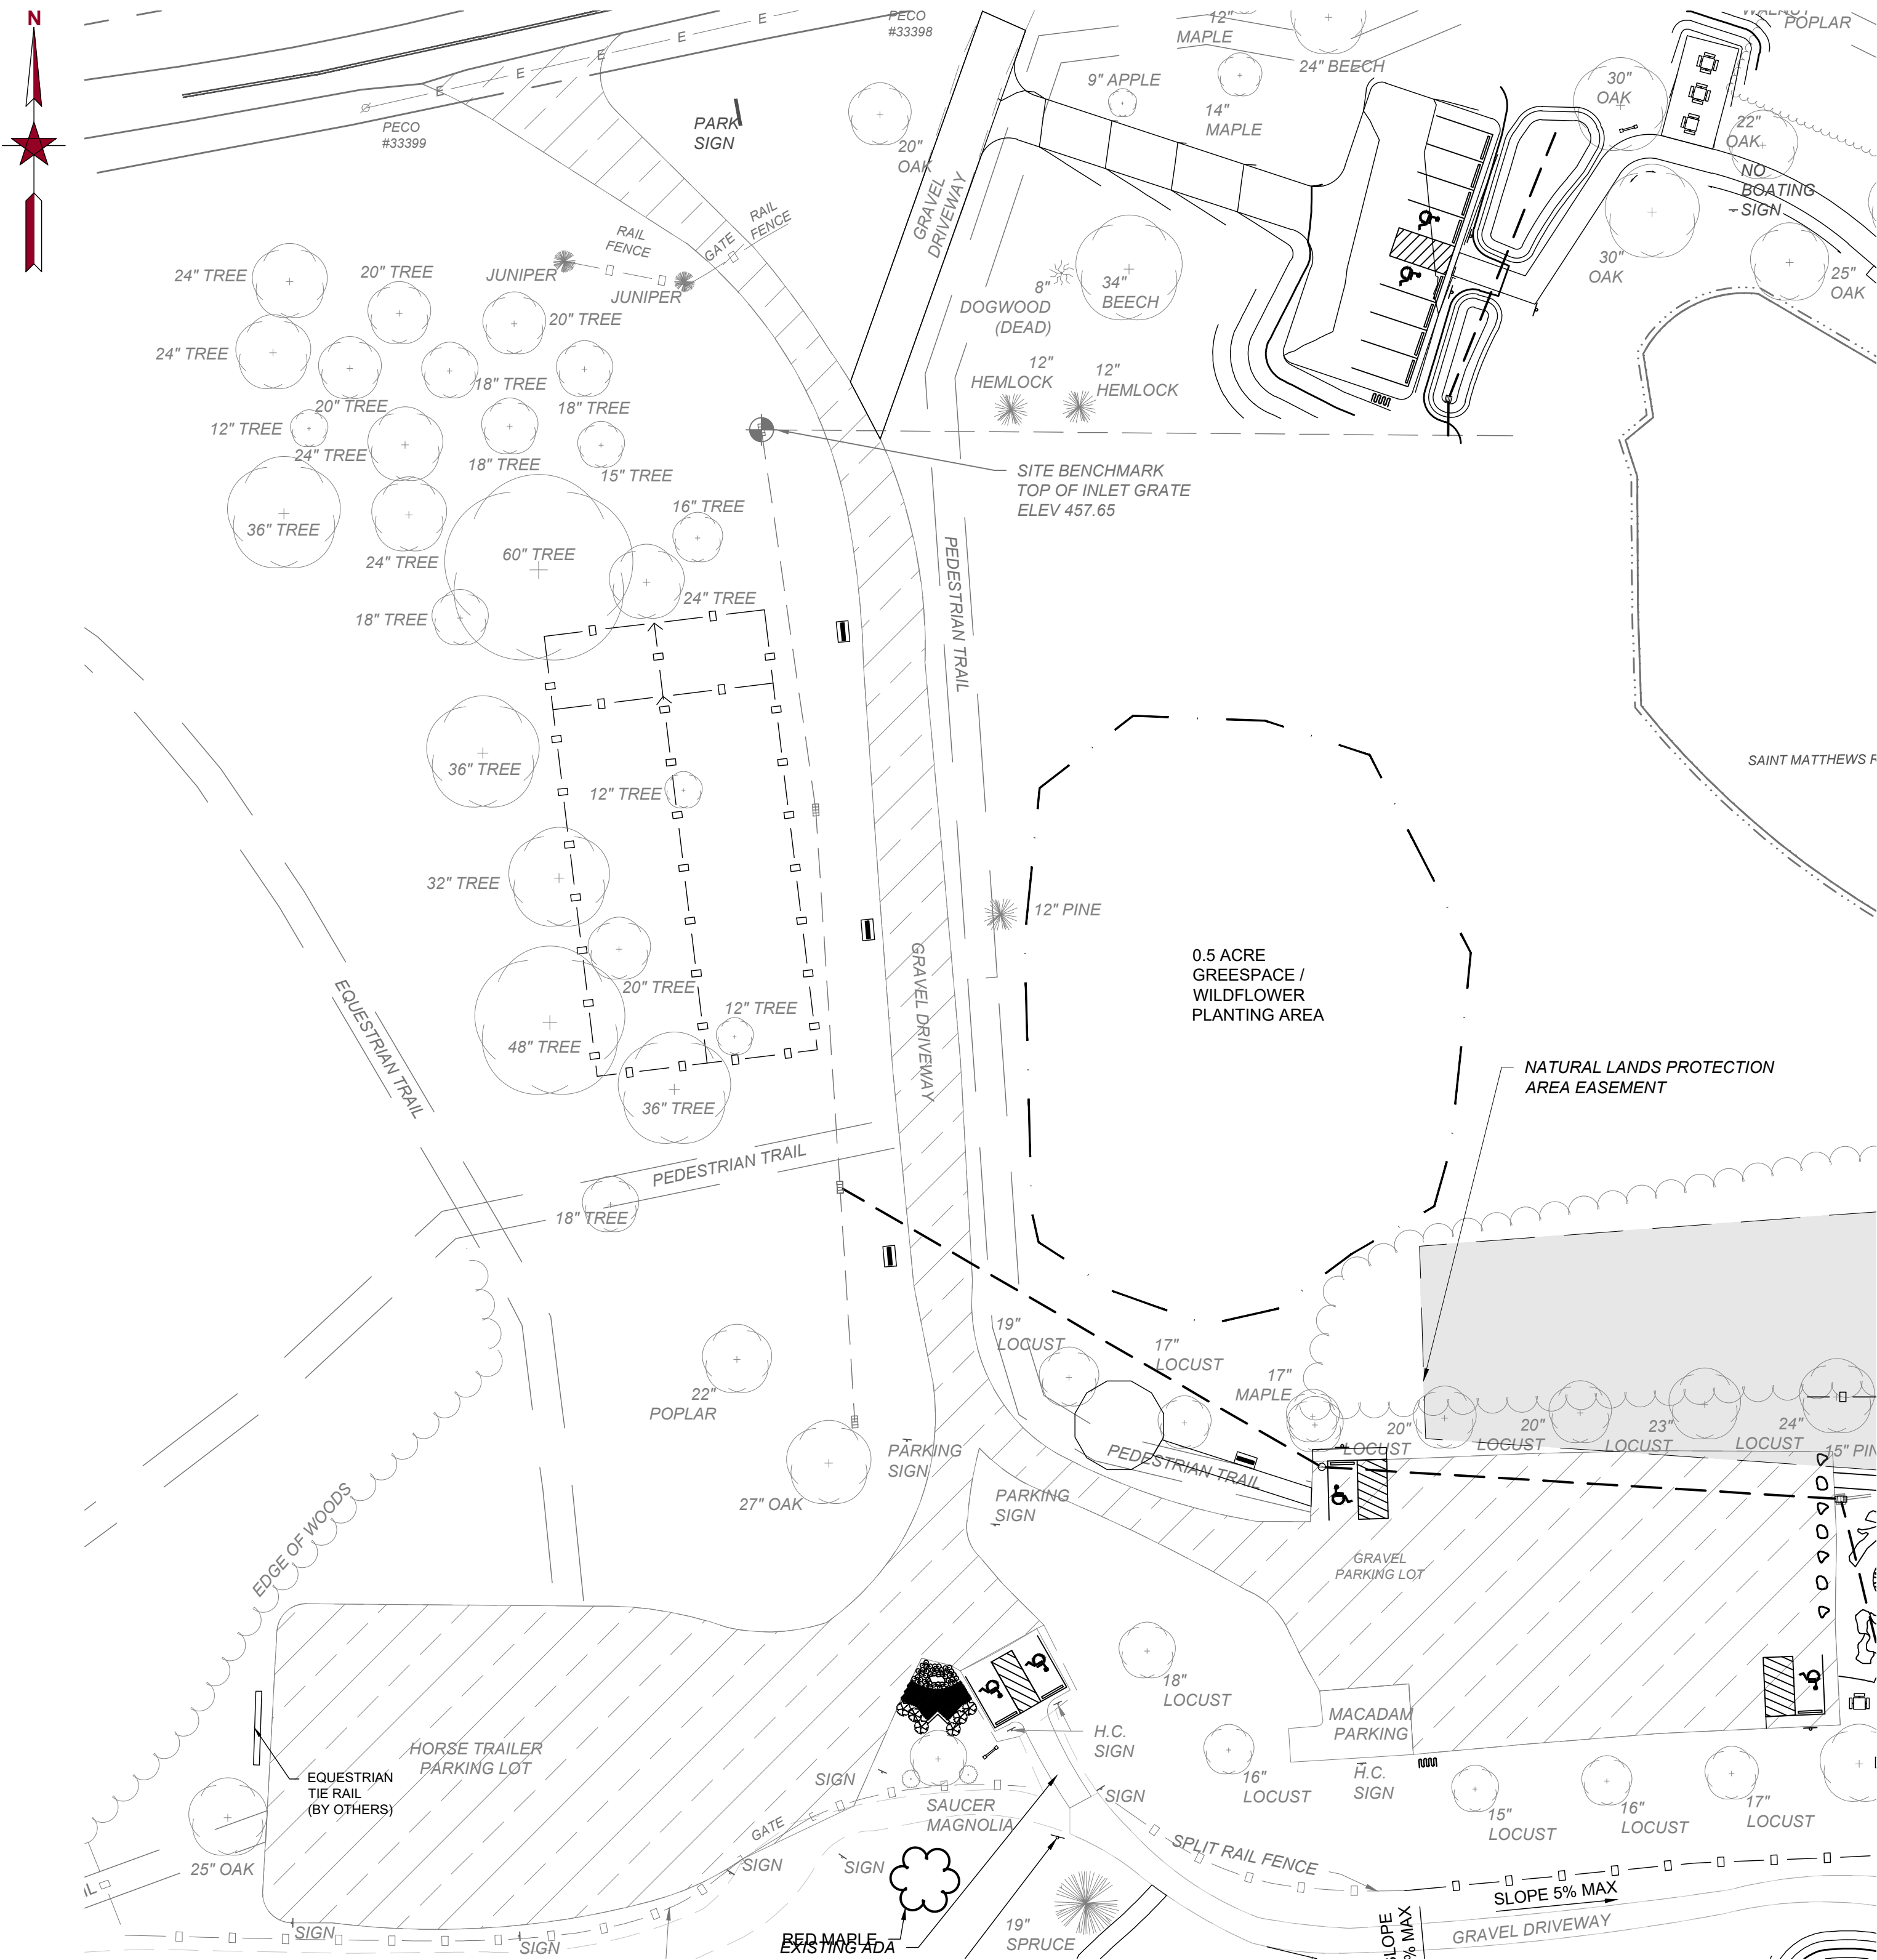 N
E
E
E
E
E
PECO
#33398
PECO
#33399
PARK
SIGN
20"
OAK
GRAVEL
DRIVEWAY
12"
MAPLE
9" APPLE
14"
MAPLE
24" BEECH
30"
OAK
POPLAR
22"
OAK
NO
BOATING
SIGN
30"
OAK
25"
OAK
RAIL
FENCE
GATE
RAIL
FENCE
JUNIPER
JUNIPER
24" TREE
20" TREE
20" TREE
24" TREE
18" TREE
20" TREE
18" TREE
12" TREE
24" TREE
18" TREE
15" TREE
36" TREE
24" TREE
60" TREE
16" TREE
24" TREE
18" TREE
8"
DOGWOOD
(DEAD)
34"
BEECH
12"
HEMLOCK
12"
HEMLOCK
SITE BENCHMARK
TOP OF INLET GRATE
ELEV 457.65
PEDESTRIAN TRAIL
SAINT MATTHEWS
36" TREE
12" TREE
32" TREE
20" TREE
12" TREE
48" TREE
36" TREE
12" PINE
GRAVEL DRIVEWAY
EQUESTRIAN TRAIL
0.5 ACRE
GREESPACE /
WILDFLOWER
PLANTING AREA
NATURAL LANDS PROTECTION
AREA EASEMENT
PEDESTRIAN TRAIL
18" TREE
22"
POPLAR
27" OAK
19"
LOCUST
17"
LOCUST
17"
MAPLE
20"
LOCUST
20"
LOCUST
23"
LOCUST
24"
LOCUST
15" PIN
PARKING
SIGN
PEDESTRIAN TRAIL
PARKING
SIGN
EDGE OF WOODS
GRAVEL
PARKING LOT
18"
LOCUST
MACADAM
PARKING
H.C.
SIGN
H.C.
SIGN
HORSE TRAILER
PARKING LOT
EQUESTRIAN
TIE RAIL
(BY OTHERS)
SIGN
SIGN
16"
LOCUST
15"
LOCUST
16"
LOCUST
17"
LOCUST
SAUCER
MAGNOLIA
GATE
SIGN
SIGN
SPLIT RAIL FENCE
25" OAK
SLOPE 5% MAX
GRAVEL DRIVEWAY
SLOPE
% MAX
SIGN
SIGN
RED MAPLE
EXISTING ADA
19"
SPRUCE